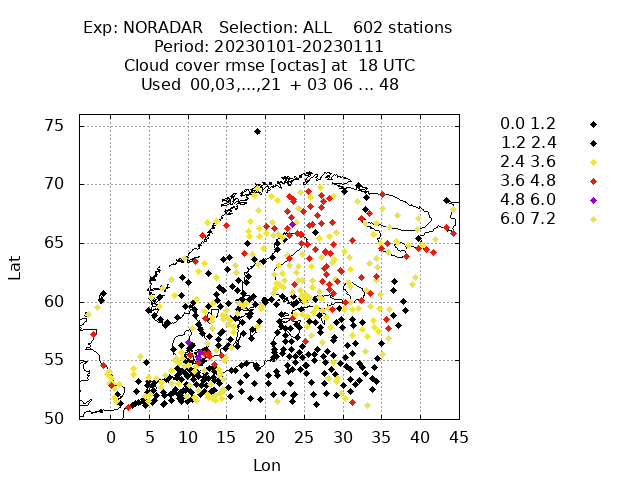 Exp: NORADAR   Selection: ALL    602 stations
Period: 20230101-20230111
Cloud cover rmse [octas] at  18 UTC
Used  00,03,...,21  + 03 06 ... 48
0.0 1.2
1.2 2.4
2.4 3.6
3.6 4.8
4.8 6.0
6.0 7.2
75
70
65
60
55
50
Lat
0 5 10 15 20 25 30 35 40 45
Lon